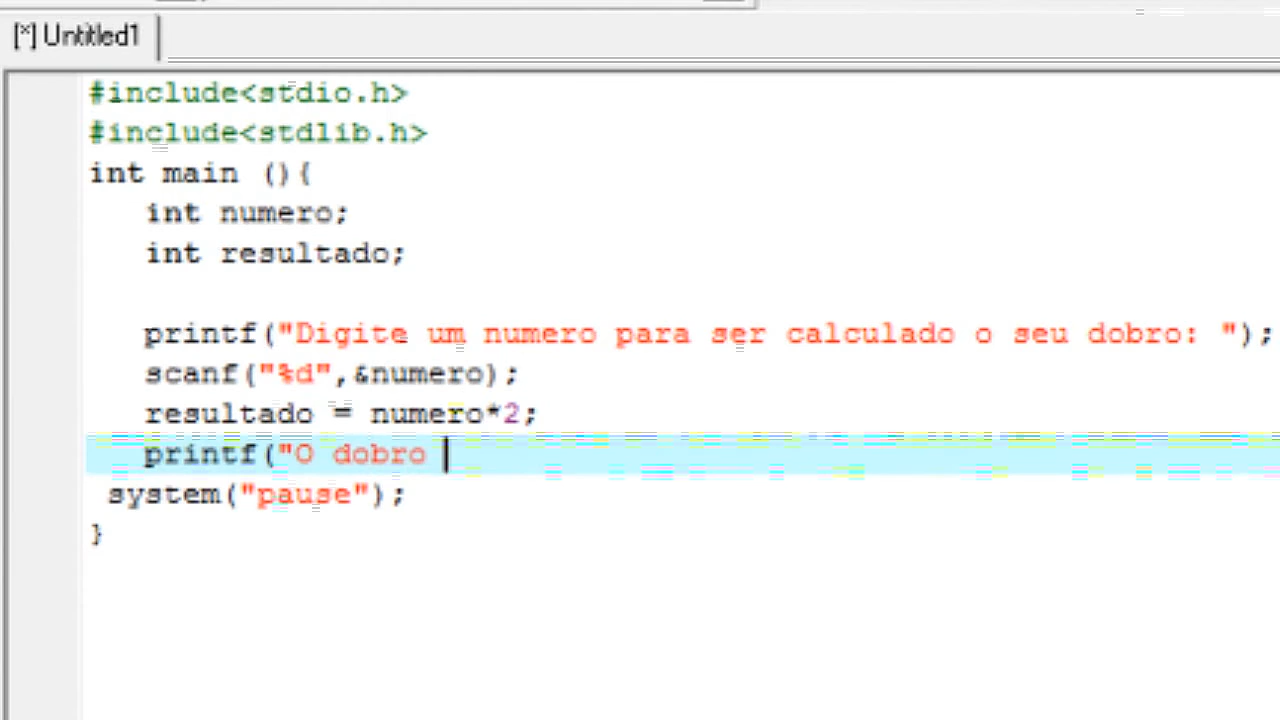 [*] Untitled1
#include<stdio.h>
#include<stdlib.h>
int main (){
int numero;
int resultado;
printf("Digite um numero para ser calculado o seu dobro: ");
scanf("%d",&numero);
resultado = numero*2;
printf("O dobro
system("pause");
}